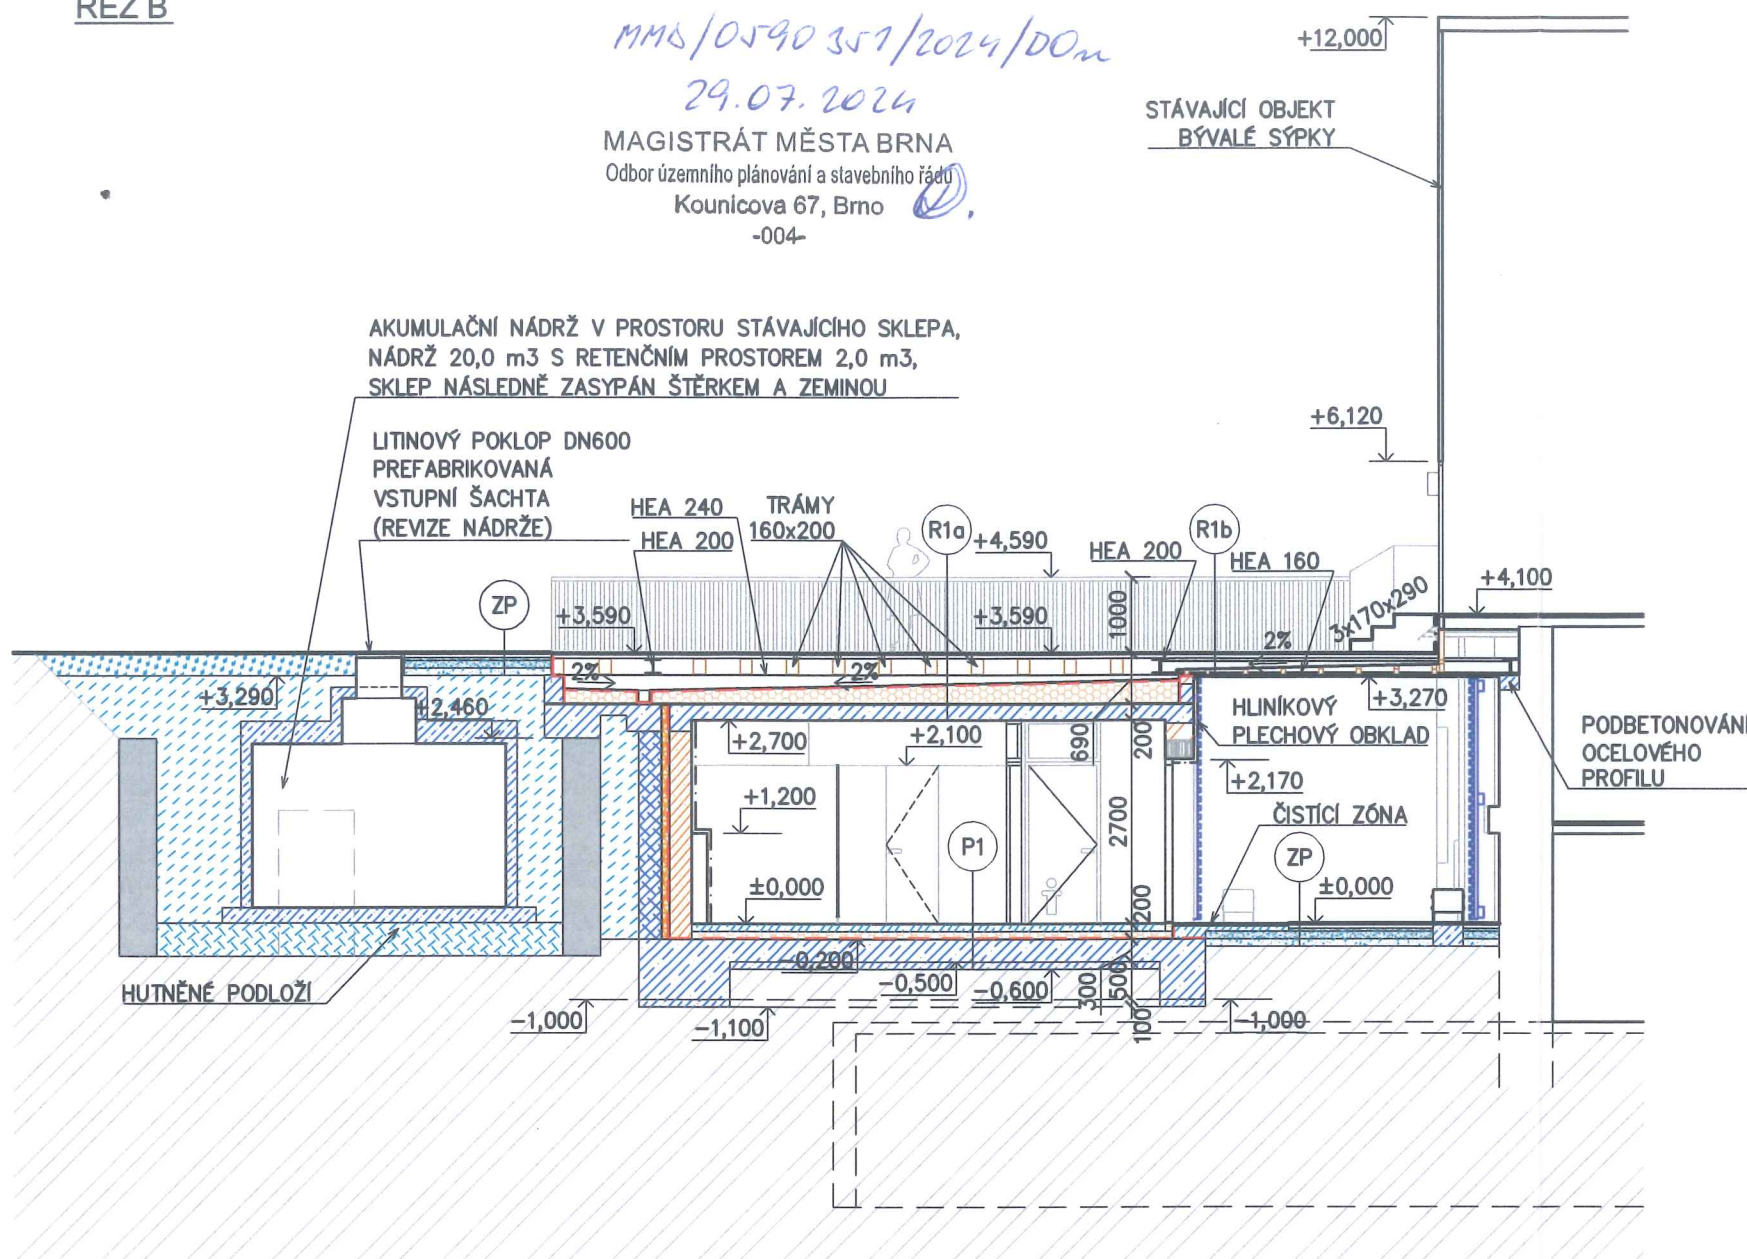 ŘEZ B
29.07.2024
MAGISTRÁT MĚSTA BRNA
Odbor územního plánování a stavebního řádu
Kounicova 67, Brno
-004-
+12,000
STÁVAJÍCÍ OBJEKT
BÝVALÉ SÝPKY
AKUMULAČNÍ NÁDRŽ V PROSTORU STÁVAJÍCÍHO SKLEPA,
NÁDRŽ 20,0 m3 S RETENČNÍM PROSTOREM 2,0 m3,
SKLEP NÁSLEDNĚ ZASYPÁN ŠTĚRKEM A ZEMINOU
+6,120
LITINOVÝ POKLOP DN600
PREFABRIKOVANÁ
VSTUPNÍ ŠACHTA
(REVIZE NÁDRŽE)
HEA 240
HEA 200
TRÁMY
160x200
R1a
+4,590
HEA 200
R1b
HEA 160
+4,100
ZP
+3,590
+3,590
1000
2%
3x170x290
2%
2%
+3,290
+2,460
+3,270
HLINÍKOVÝ
PLECHOVÝ OBKLAD
PODBETONOVÁNÍ
OCELOVÉHO
PROFILU
+2,700
+2,100
690
200
+2,170
+1,200
2700
ČISTÍCÍ ZÓNA
P1
ZP
±0,000
±0,000
200
-0,200
-0,500
-0,600
300
500
100
HUTNĚNÉ PODLOŽÍ
-1,000
-1,100
-1,000